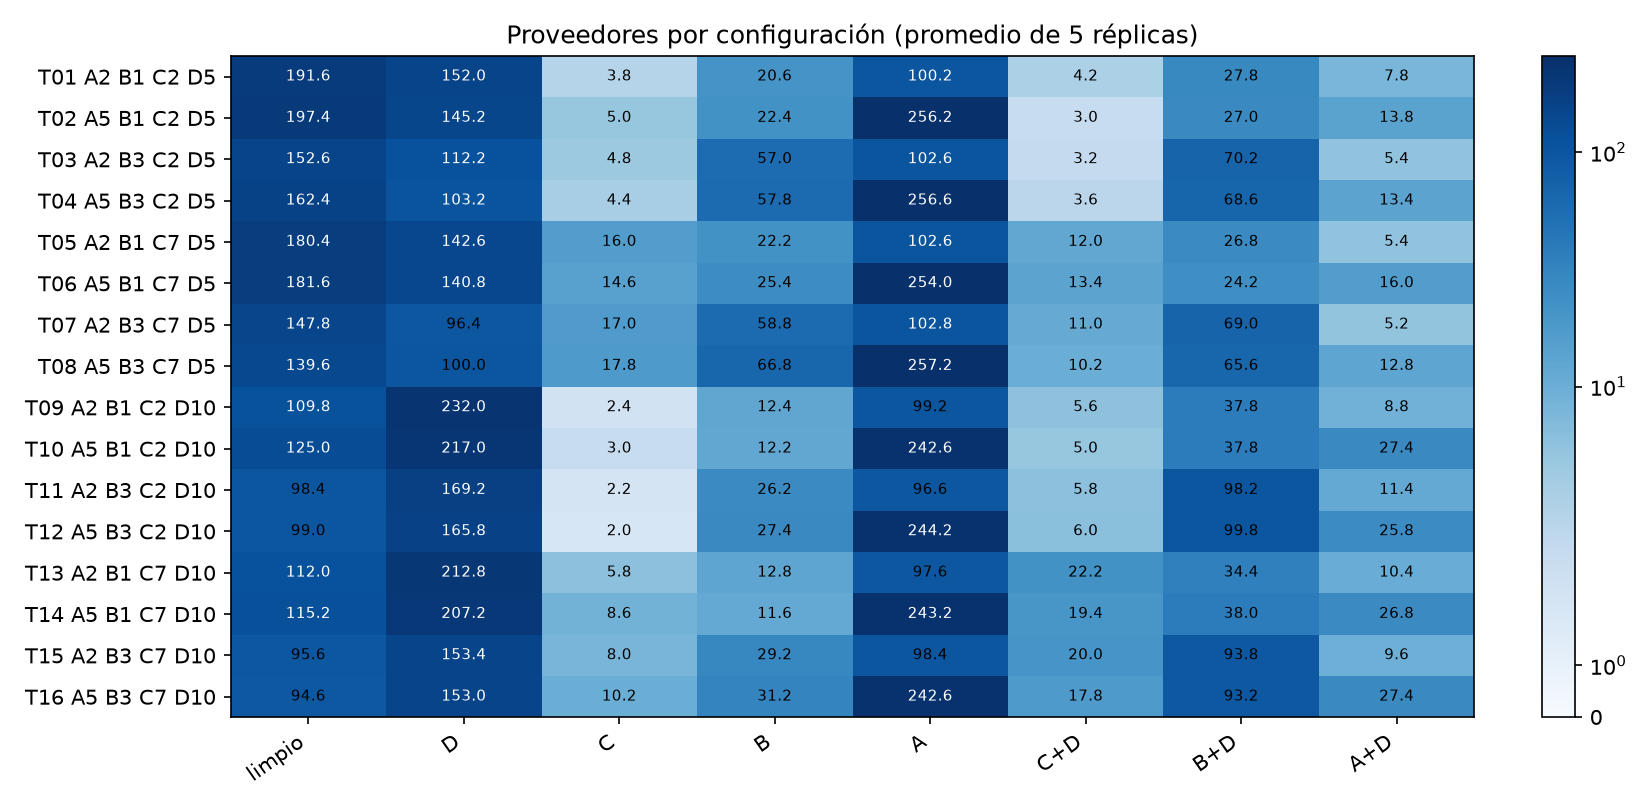 Proveedores por configuración (promedio de 5 réplicas)
T01 A2 B1 C2 D5 191.6 152.0 3.8 20.6 100.2 4.2 27.8 7.8
T02 A5 B1 C2 D5 197.4 145.2 5.0 22.4 256.2 3.0 27.0 13.8
T03 A2 B3 C2 D5 152.6 112.2 4.8 57.0 102.6 3.2 70.2 5.4
T04 A5 B3 C2 D5 162.4 103.2 4.4 57.8 256.6 3.6 68.6 13.4
T05 A2 B1 C7 D5 180.4 142.6 16.0 22.2 102.6 12.0 26.8 5.4
T06 A5 B1 C7 D5 181.6 140.8 14.6 25.4 254.0 13.4 24.2 16.0
T07 A2 B3 C7 D5 147.8 96.4 17.0 58.8 102.8 11.0 69.0 5.2
T08 A5 B3 C7 D5 139.6 100.0 17.8 66.8 257.2 10.2 65.6 12.8
T09 A2 B1 C2 D10 109.8 232.0 2.4 12.4 99.2 5.6 37.8 8.8
T10 A5 B1 C2 D10 125.0 217.0 3.0 12.2 242.6 5.0 37.8 27.4
T11 A2 B3 C2 D10 98.4 169.2 2.2 26.2 96.6 5.8 98.2 11.4
T12 A5 B3 C2 D10 99.0 165.8 2.0 27.4 244.2 6.0 99.8 25.8
T13 A2 B1 C7 D10 112.0 212.8 5.8 12.8 97.6 22.2 34.4 10.4
T14 A5 B1 C7 D10 115.2 207.2 8.6 11.6 243.2 19.4 38.0 26.8
T15 A2 B3 C7 D10 95.6 153.4 8.0 29.2 98.4 20.0 93.8 9.6
T16 A5 B3 C7 D10 94.6 153.0 10.2 31.2 242.6 17.8 93.2 27.4
limpio D C B A C+D B+D A+D
10²
10¹
10⁰
0